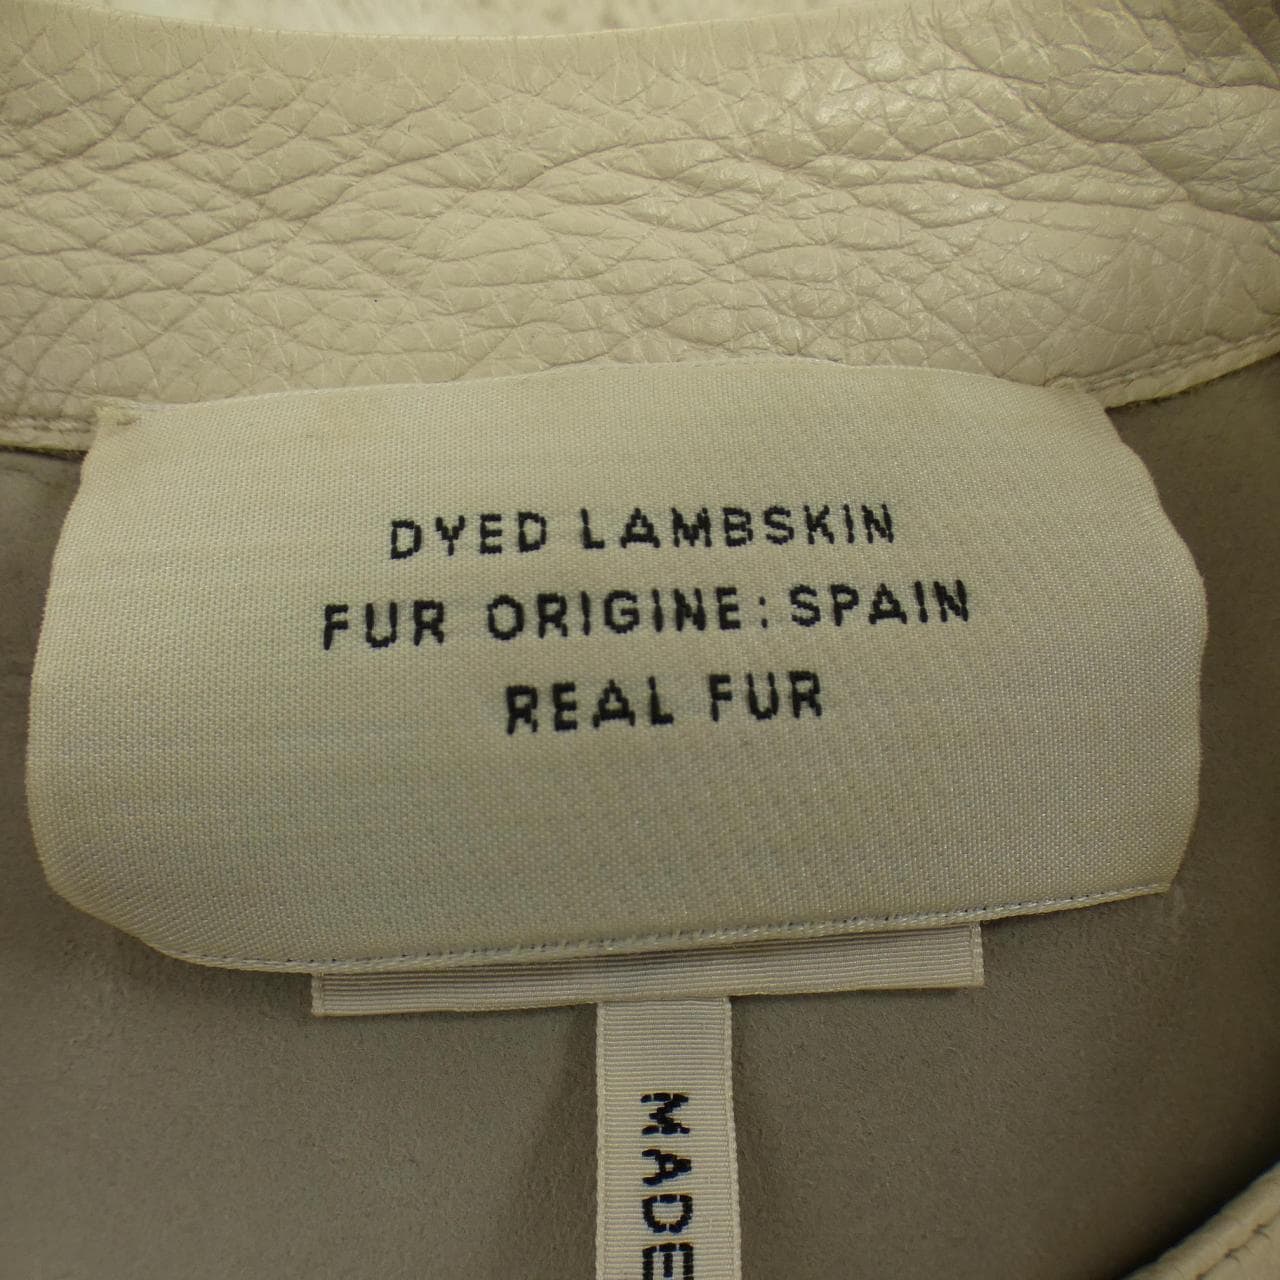 DYED LAMBSKIN
FUR ORIGINE: SPAIN
REAL FUR
MADE